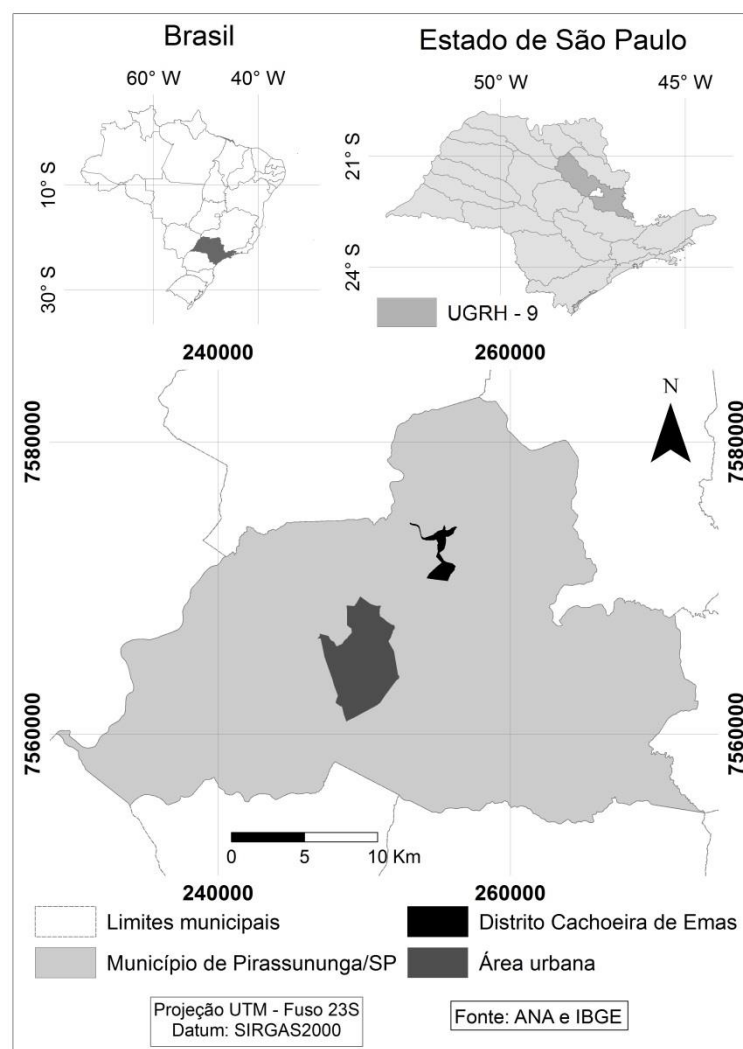 Brasil
60° W
40° W
10° S
30° S
Estado de São Paulo
50° W
45° W
21° S
24° S
UGRH - 9
240000
260000
7580000
7580000
N
7560000
7560000
0
5
10 Km
240000
260000
Limites municipais
Distrito Cachoeira de Emas
Município de Pirassununga/SP
Área urbana
Projeção UTM - Fuso 23S
Datum: SIRGAS2000
Fonte: ANA e IBGE